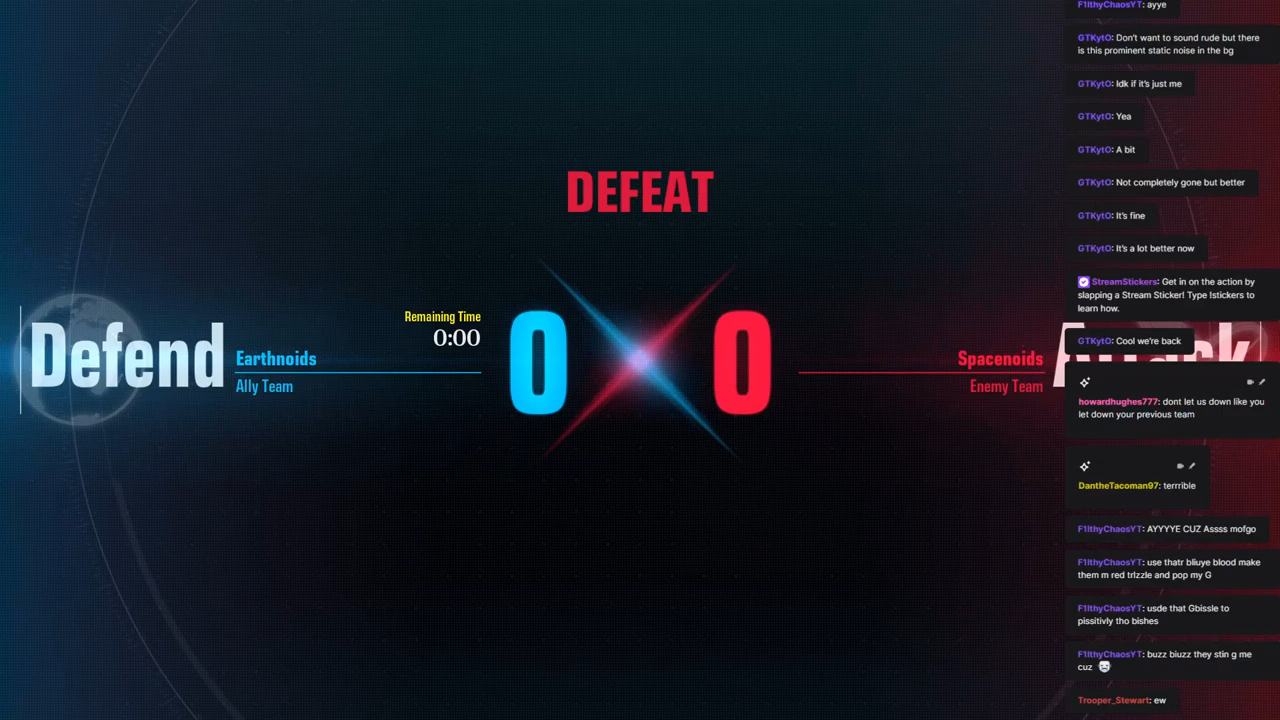 DEFEAT
Defend
Earthnoids
Ally Team
Remaining Time
0:00
0
0
Spacenoids
Enemy Team
F1lthyChaosYT: ayye
GTKytO: Don't want to sound rude but there
is this prominent static noise in the bg
GTKytO: Idk if it's just me
GTKytO: Yea
GTKytO: A bit
GTKytO: Not completely gone but better
GTKytO: It's fine
GTKytO: It's a lot better now
StreamStickers: Get in on the action by
slapping a Stream Sticker! Type !stickers to
learn how.
GTKytO: Cool we're back
howardhughes777: dont let us down like you
let down your previous team
DantheTacoman97: terrrible
F1lthyChaosYT: AYYYYE CUZ Assss mofgo
F1lthyChaosYT: use thatr bliuye blood make
them m red trlzzle and pop my G
F1lthyChaosYT: usde that Gbissle to
pissitivly tho bishes
F1lthyChaosYT: buzz biuzz they stin g me
cuz
Trooper_Stewart: ew